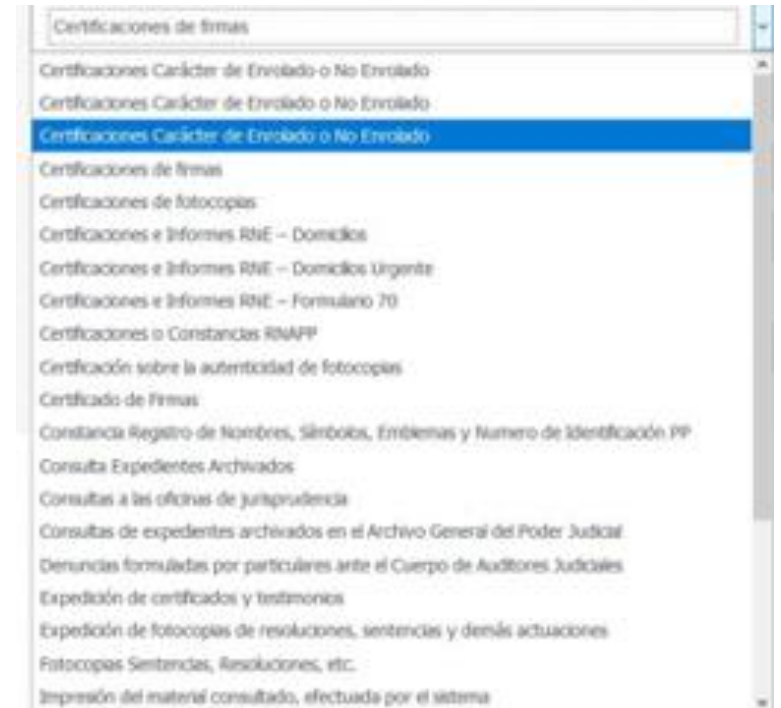 Certificaciones de firmas
Certificaciones Carácter de Enrolado o No Enrolado
Certificaciones Carácter de Enrolado o No Enrolado
Certificaciones Carácter de Enrolado o No Enrolado
Certificaciones de firmas
Certificaciones de fotocopias
Certificaciones e Informes RNE – Domicilios
Certificaciones e Informes RNE – Domicilios Urgente
Certificaciones e Informes RNE – Formulario 70
Certificaciones o Constancias RNAPP
Certificación sobre la autenticidad de fotocopias
Certificado de Firmas
Constancia Registro de Nombres, Símbolos, Emblemas y Numero de Identificación PP
Consulta Expedientes Archivados
Consultas a las oficinas de jurisprudencia
Consultas de expedientes archivados en el Archivo General del Poder Judicial
Denuncias formuladas por particulares ante el Cuerpo de Auditores Judiciales
Expedición de certificados y testimonios
Expedición de fotocopias de resoluciones, sentencias y demás actuaciones
Fotocopias Sentencias, Resoluciones, etc.
Impresión del material consultado, efectuada por el sistema